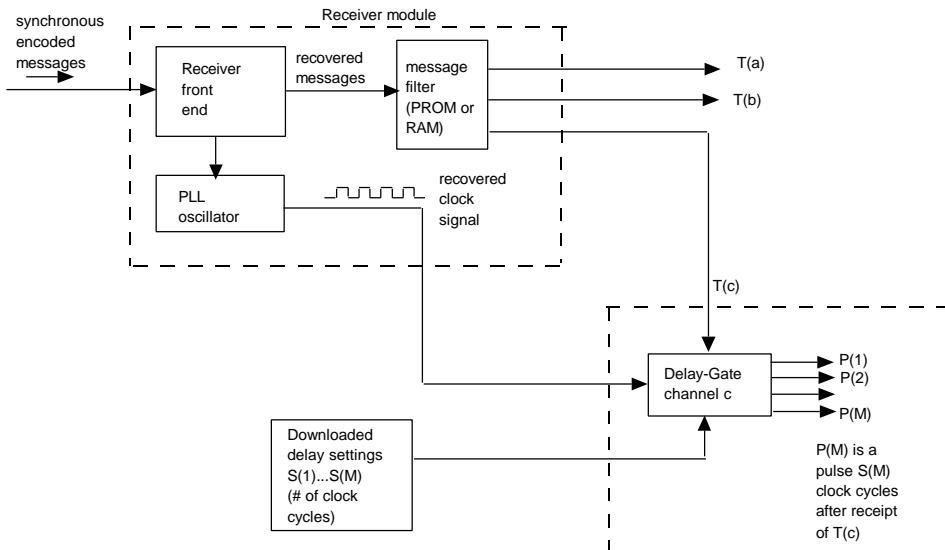 Receiver module
synchronous
encoded
messages
Receiver
front
end
recovered
messages
message
filter
(PROM or
RAM)
T(a)
T(b)
PLL
oscillator
recovered
clock
signal
T(c)
Delay-Gate
channel c
P(1)
P(2)
P(M)
Downloaded
delay settings
S(1)...S(M)
(# of clock
cycles)
P(M) is a
pulse S(M)
clock cycles
after receipt
of T(c)